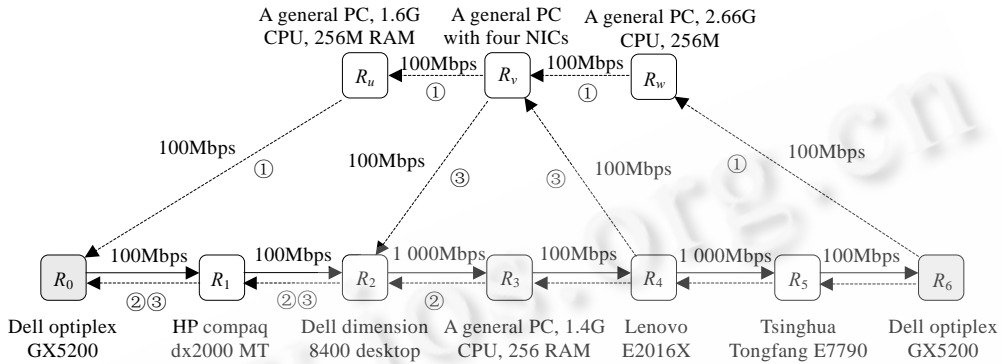 A general PC, 1.6G
CPU, 256M RAM
A general PC
with four NICs
A general PC, 2.66G
CPU, 256M
R_u
100Mbps
①
R_v
100Mbps
①
R_w
100Mbps
①
100Mbps
③
③
100Mbps
①
100Mbps
R_0
100Mbps
②③
R_1
100Mbps
②③
R_2
1 000Mbps
②
R_3
100Mbps
R_4
1 000Mbps
R_5
100Mbps
R_6
Dell optiplex
GX5200
HP compaq
dx2000 MT
Dell dimension
8400 desktop
A general PC, 1.4G
CPU, 256 RAM
Lenovo
E2016X
Tsinghua
Tongfang E7790
Dell optiplex
GX5200